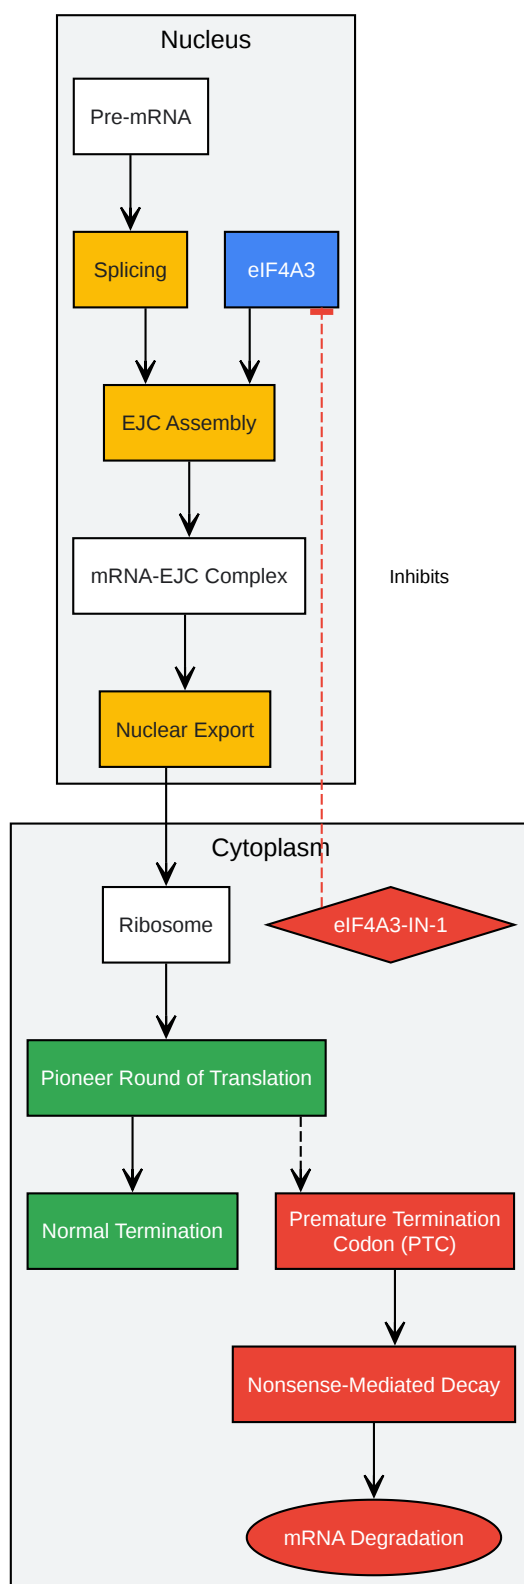 Nucleus
Pre-mRNA
Splicing
eIF4A3
EJC Assembly
mRNA-EJC Complex
Inhibits
Nuclear Export
Cytoplasm
Ribosome
eIF4A3-IN-1
Pioneer Round of Translation
Normal Termination
Premature Termination
Codon (PTC)
Nonsense-Mediated Decay
mRNA Degradation